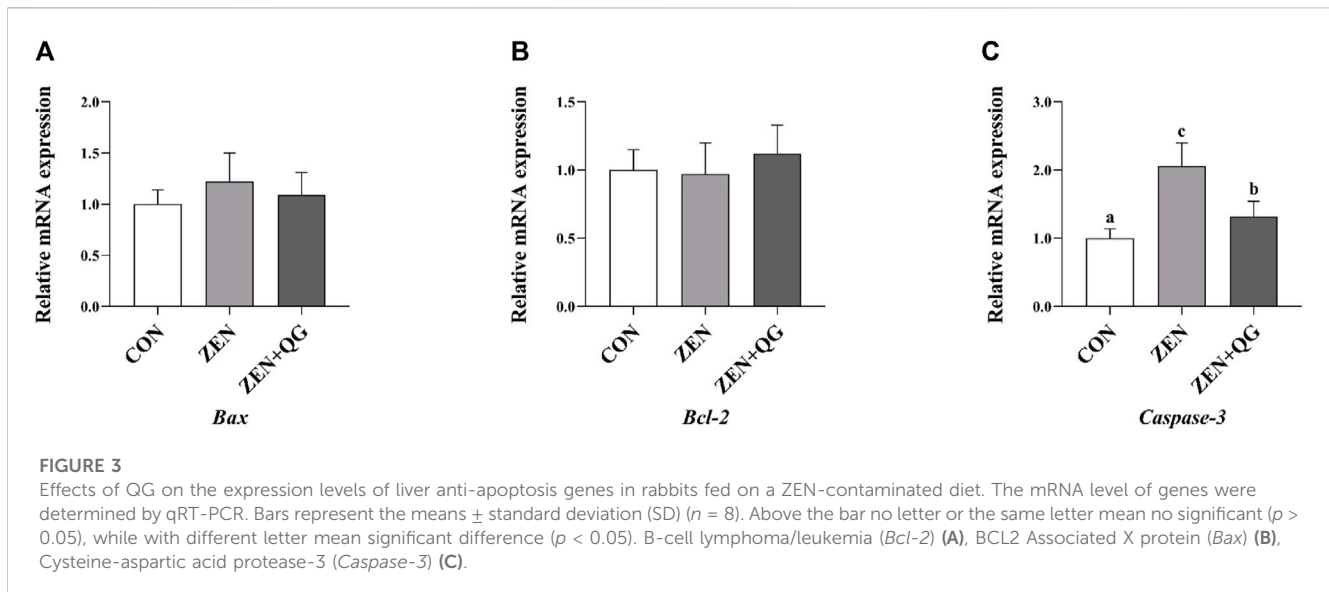 A
B
C
Relative mRNA expression
2.0
1.5
1.0
0.5
0.0
CON
ZEN
ZEN+QG
Bax
Relative mRNA expression
1.5
1.0
0.5
0.0
CON
ZEN
ZEN+QG
Bcl-2
Relative mRNA expression
3.0
2.0
1.0
0.0
a
c
b
CON
ZEN
ZEN+QG
Caspase-3
FIGURE 3
Effects of QG on the expression levels of liver anti-apoptosis genes in rabbits fed on a ZEN-contaminated diet. The mRNA level of genes were
determined by qRT-PCR. Bars represent the means ± standard deviation (SD) (n = 8). Above the bar no letter or the same letter mean no significant (p >
0.05), while with different letter mean significant difference (p < 0.05). B-cell lymphoma/leukemia (Bcl-2) (A), BCL2 Associated X protein (Bax) (B),
Cysteine-aspartic acid protease-3 (Caspase-3) (C).